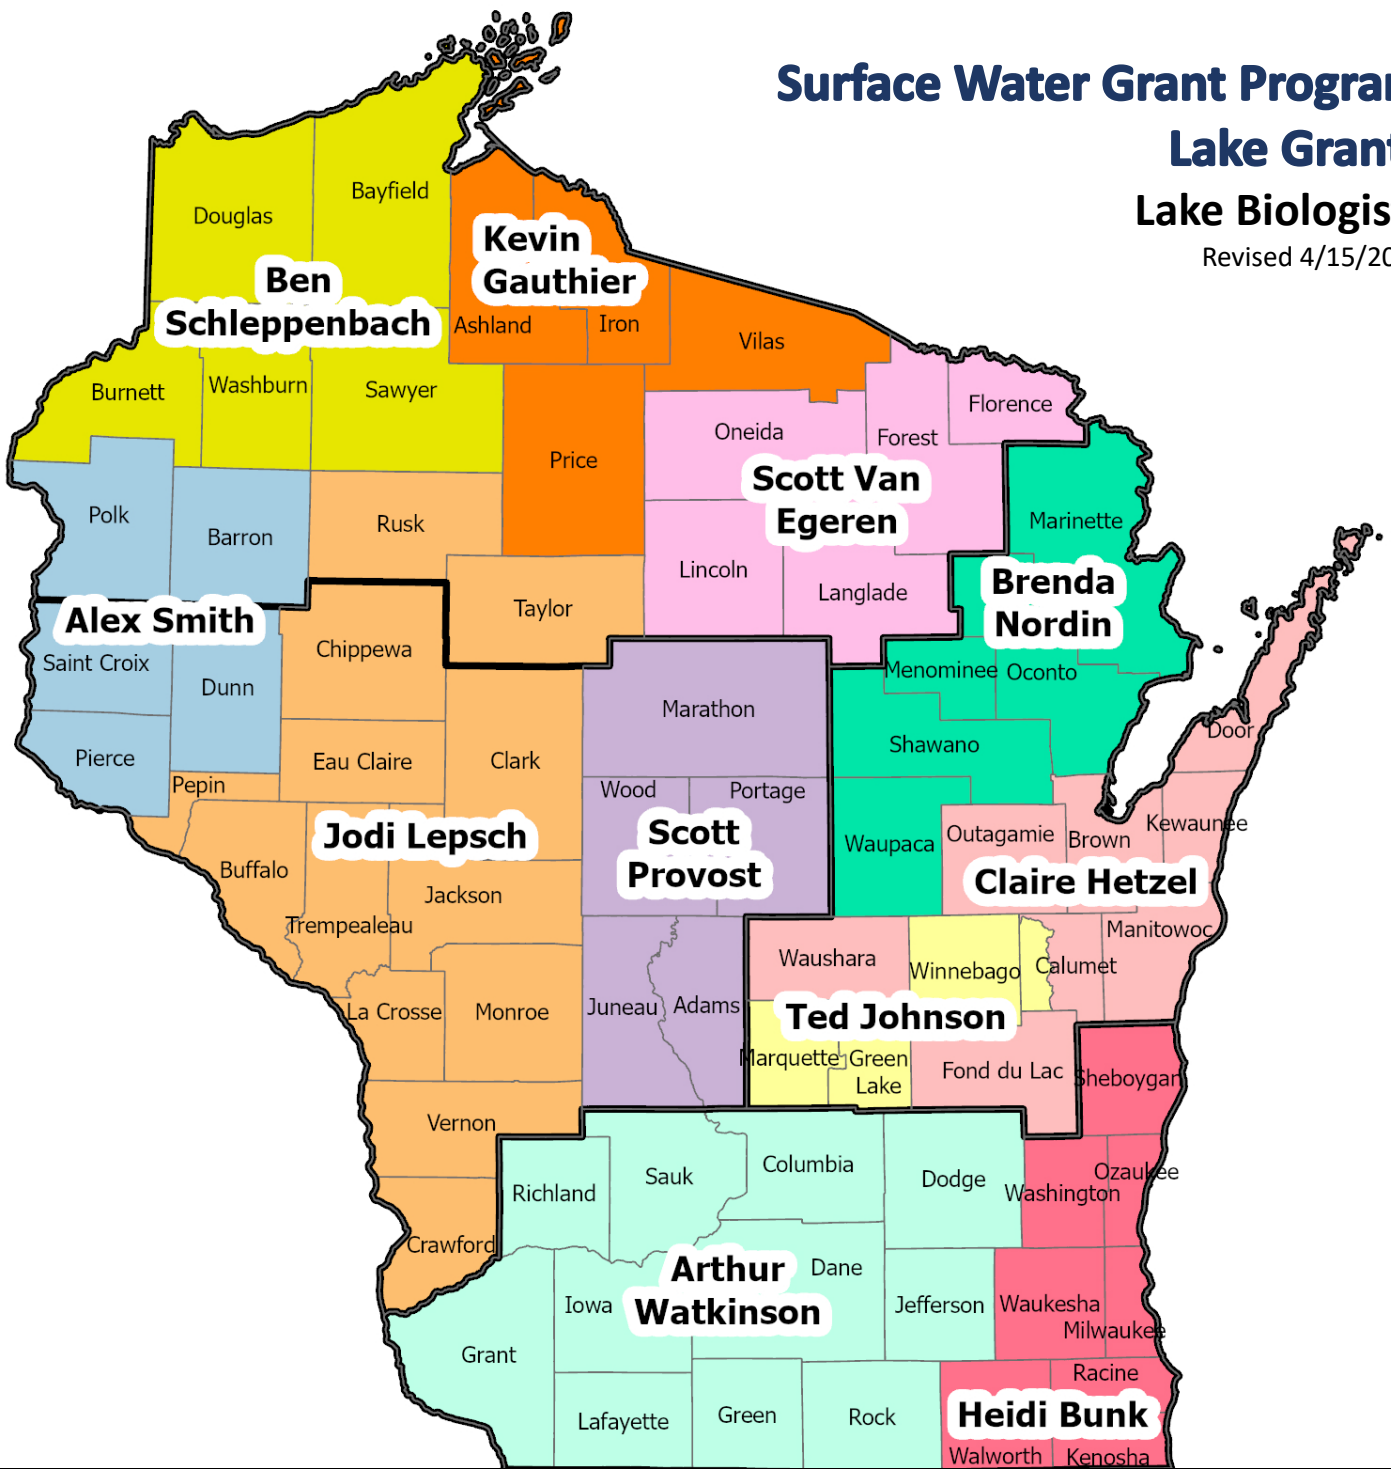 Surface Water Grant Progra
Lake Grant
Lake Biologis
Revised 4/15/20
Bayfield
Douglas
Kevin
Gauthier
Ben
Schleppenbach
Ashland
Iron
Vilas
Burnett
Washburn
Sawyer
Florence
Oneida
Forest
Price
Scott Van
Egeren
Polk
Barron
Rusk
Marinette
Lincoln
Langlade
Brenda
Nordin
Taylor
Alex Smith
Saint Croix
Chippewa
Dunn
Menominee
Oconto
Marathon
Door
Shawano
Pierce
Eau Claire
Clark
Pepin
Wood
Portage
Kewaunee
Jodi Lepsch
Scott
Provost
Waupaca
Outagamie
Brown
Buffalo
Claire Hetzel
Jackson
Trempealeau
Manitowoc
Waushara
Winnebago
Calumet
La Crosse
Monroe
Juneau
Adams
Ted Johnson
Marquette
Green
Lake
Fond du Lac
Sheboygan
Vernon
Columbia
Sauk
Dodge
Ozaukee
Richland
Washington
Crawford
Arthur
Watkinson
Dane
Iowa
Jefferson
Waukesha
Milwaukee
Grant
Racine
Lafayette
Green
Rock
Heidi Bunk
Walworth
Kenosha